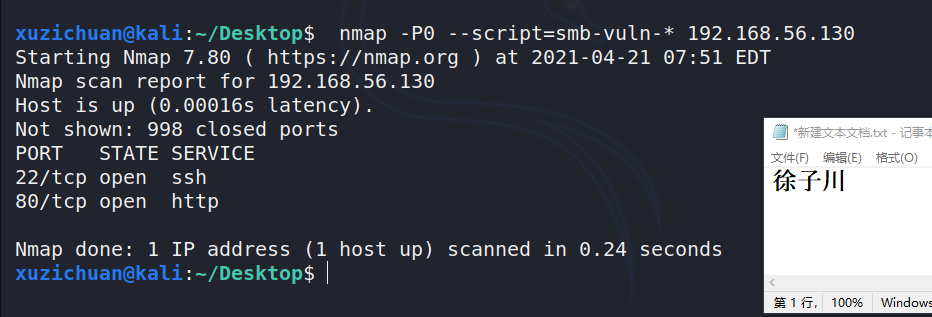 xuzichuan@kali:~/Desktop$  nmap -P0 --script=smb-vuln-* 192.168.56.130
Starting Nmap 7.80 ( https://nmap.org ) at 2021-04-21 07:51 EDT
Nmap scan report for 192.168.56.130
Host is up (0.00016s latency).
Not shown: 998 closed ports
PORT   STATE SERVICE
22/tcp open  ssh
80/tcp open  http
Nmap done: 1 IP address (1 host up) scanned in 0.24 seconds
xuzichuan@kali:~/Desktop$
*新建文本文档.txt - 记事本
文件(F) 编辑(E) 格式(O)
徐子川
第 1 行, 100% Windows